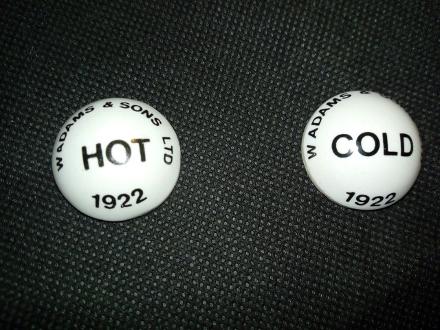 W ADAMS & SONS LTD
HOT
1922
W ADAMS &
COLD
1922